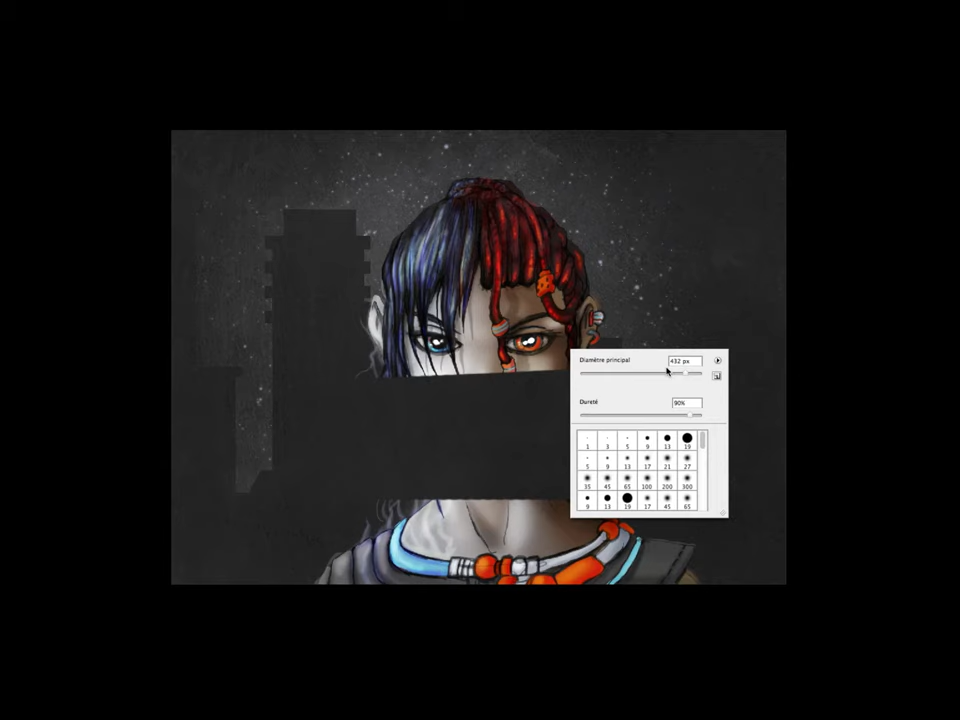 Diamètre principal 432 px
Dureté 90%
1 3 5 9 13 19
5 9 13 17 21 27
35 45 65 100 200 300
9 13 19 17 45 65